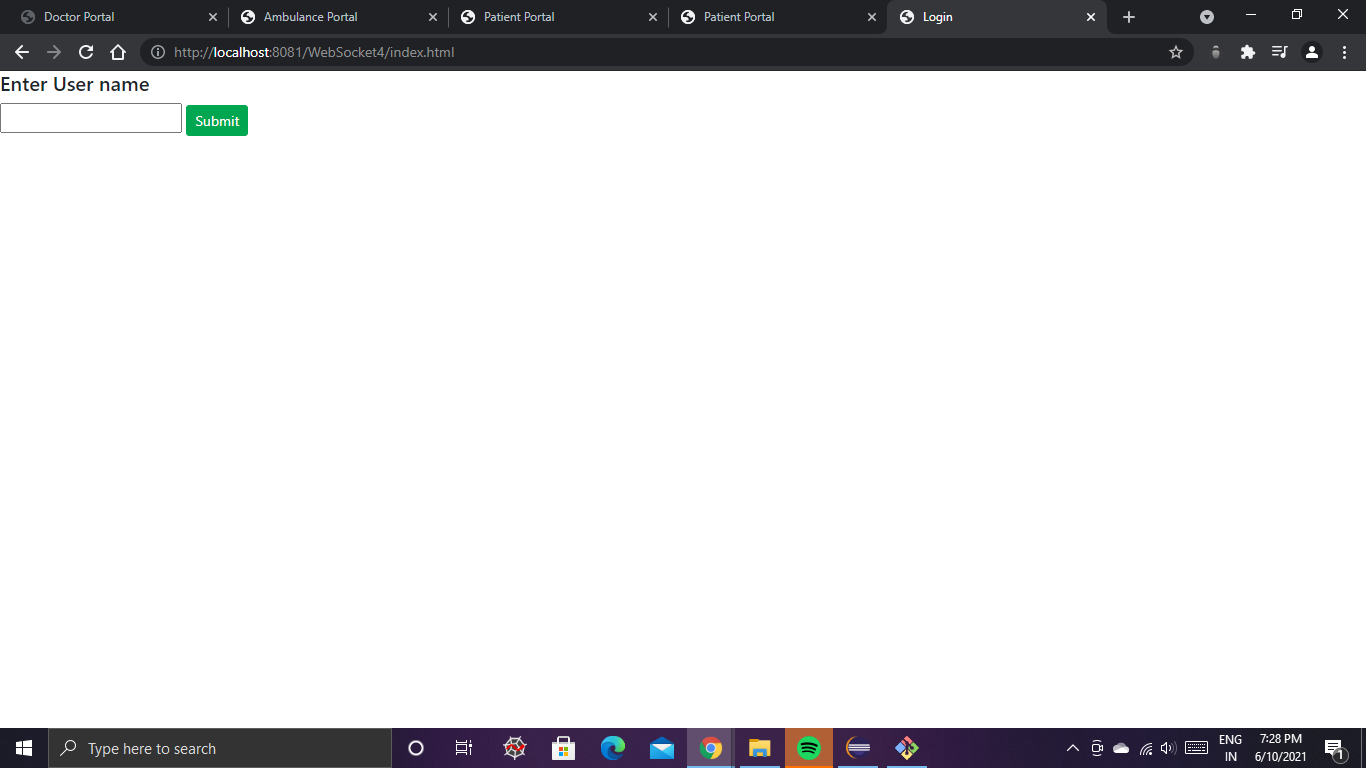 Doctor Portal
Ambulance Portal
Patient Portal
Patient Portal
Login
http://localhost:8081/WebSocket4/index.html
Enter User name
Submit
Type here to search
ENG
IN
7:28 PM
6/10/2021
1